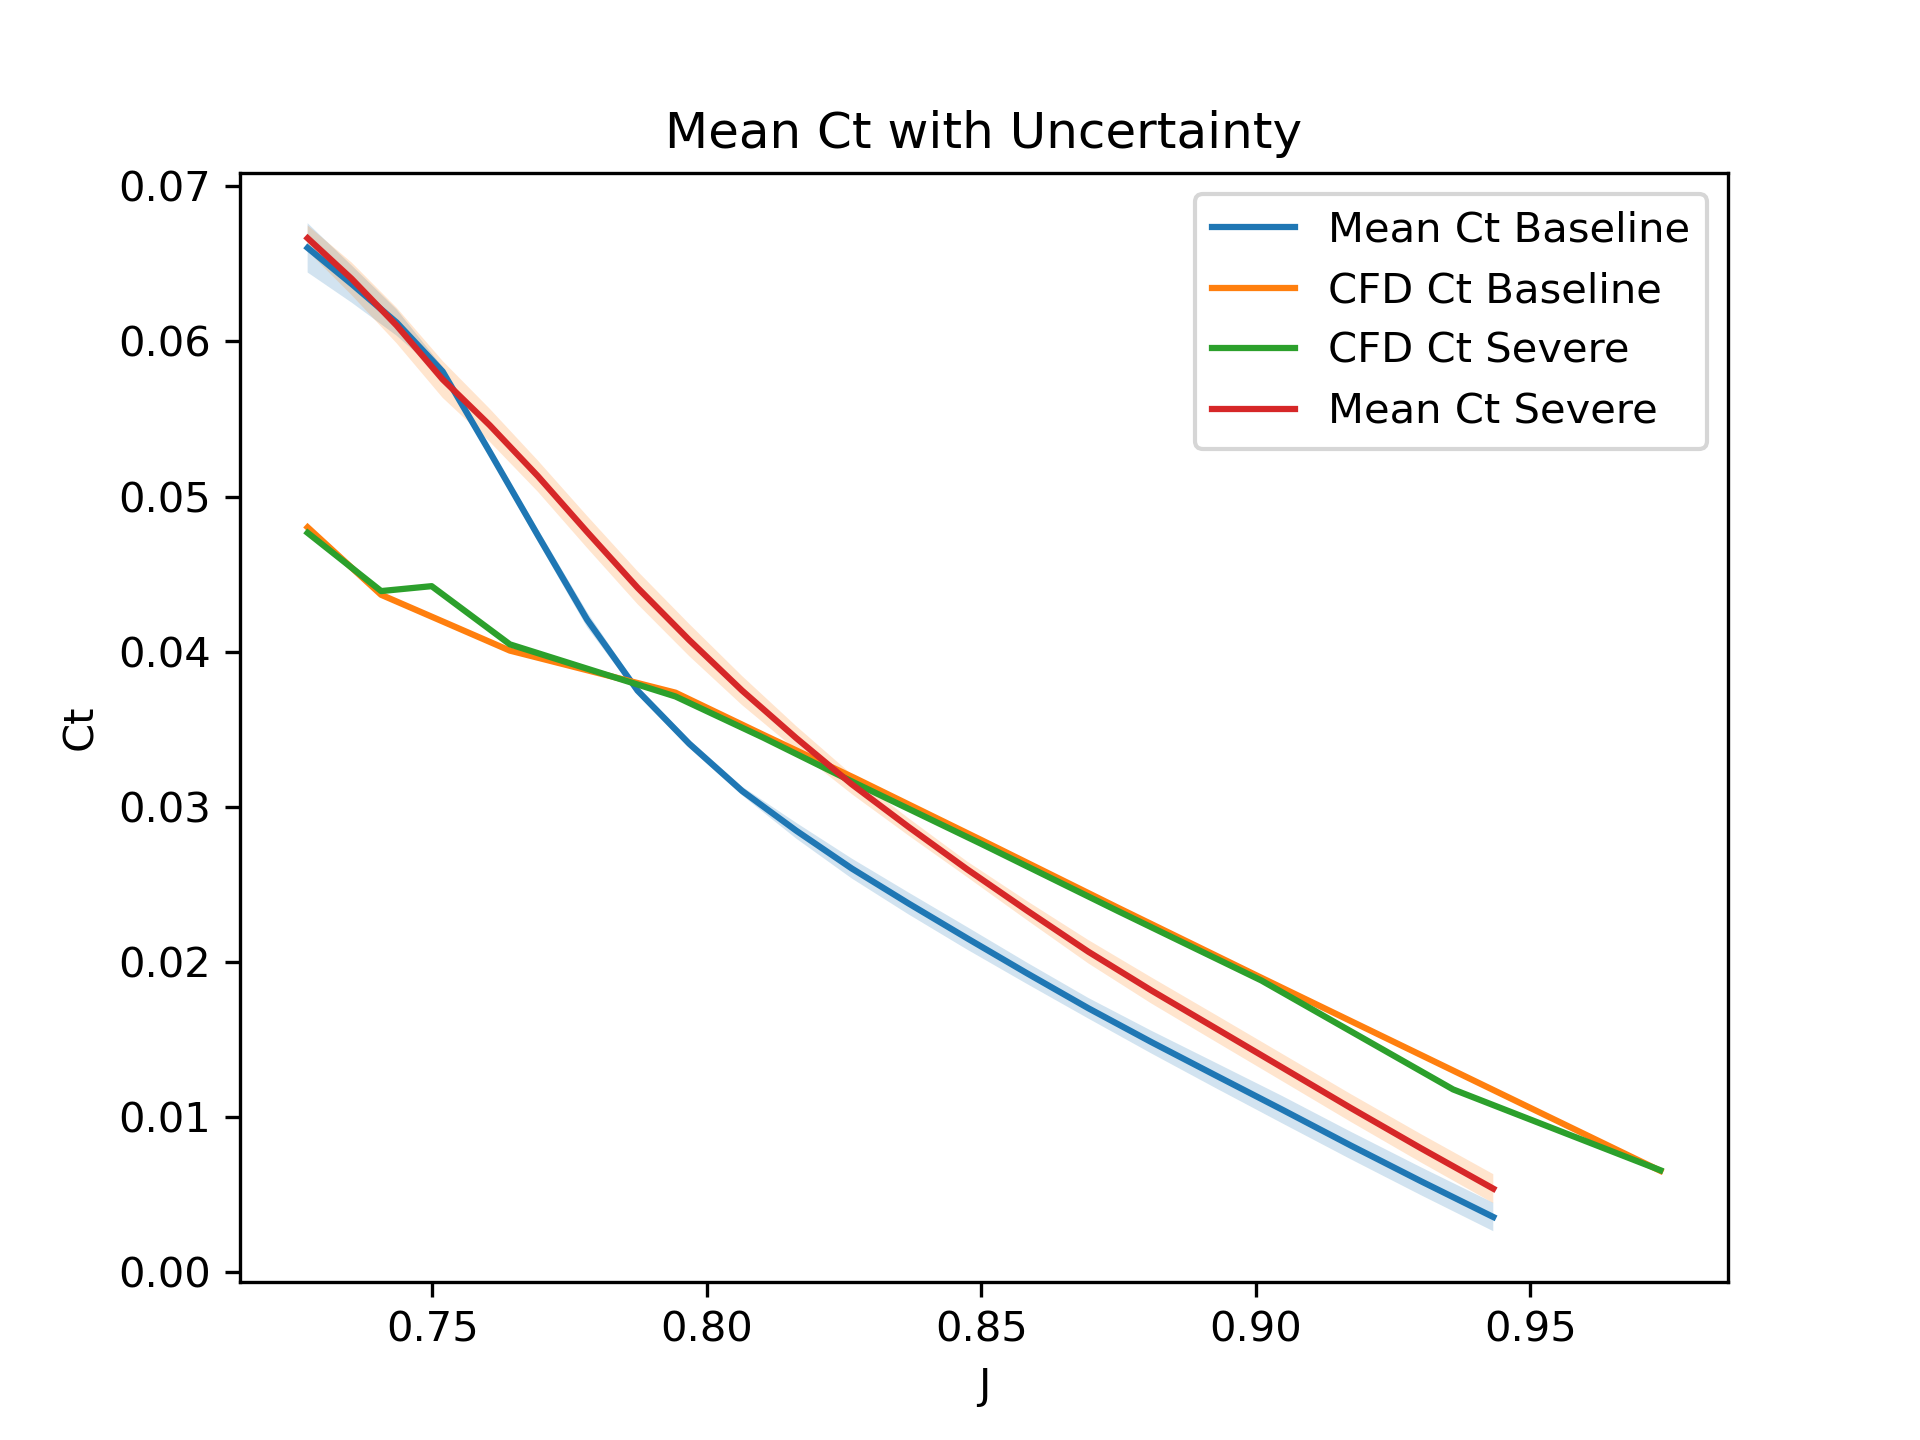 Mean Ct with Uncertainty
0.07
0.06
0.05
0.04
0.03
0.02
0.01
0.00
Ct
Mean Ct Baseline
CFD Ct Baseline
CFD Ct Severe
Mean Ct Severe
0.75 0.80 0.85 0.90 0.95
J